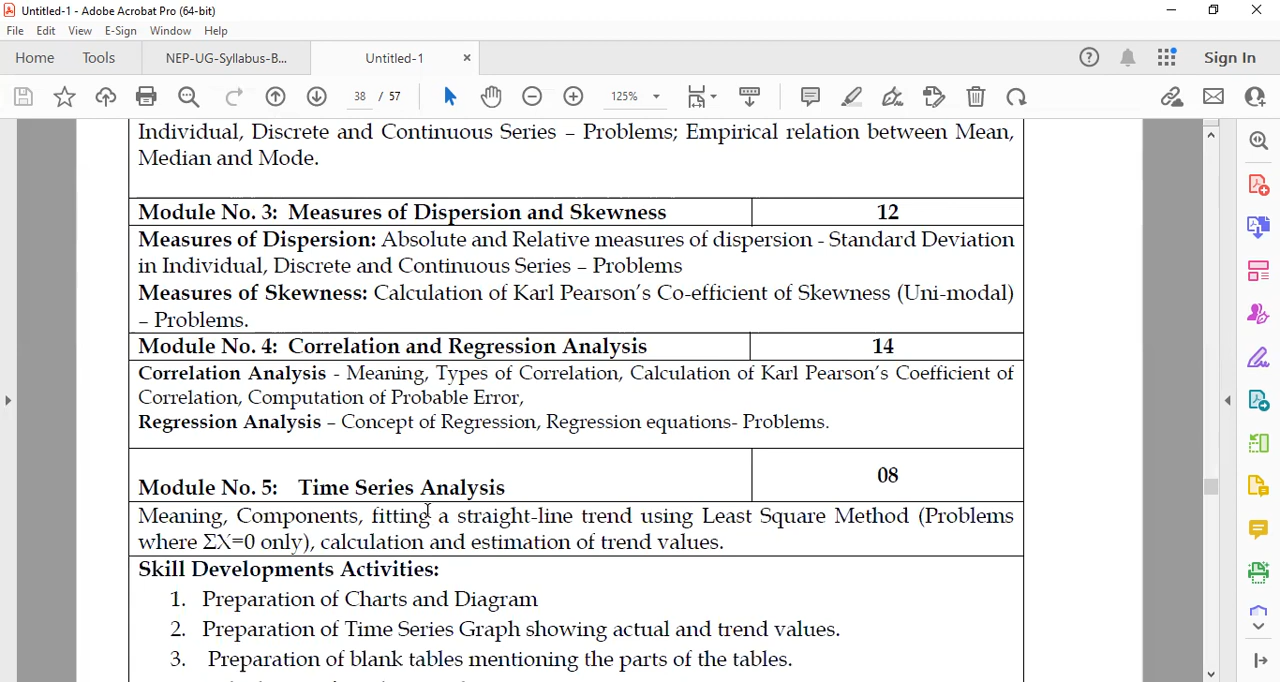 Untitled-1 - Adobe Acrobat Pro (64-bit)
File Edit View E-Sign Window Help
Home Tools NEP-UG-Syllabus-B... Untitled-1 × Sign In
38 / 57 125%
Individual, Discrete and Continuous Series – Problems; Empirical relation between Mean,
Median and Mode.
Module No. 3: Measures of Dispersion and Skewness 12
Measures of Dispersion: Absolute and Relative measures of dispersion - Standard Deviation
in Individual, Discrete and Continuous Series – Problems
Measures of Skewness: Calculation of Karl Pearson's Co-efficient of Skewness (Uni-modal)
– Problems.
Module No. 4: Correlation and Regression Analysis 14
Correlation Analysis - Meaning, Types of Correlation, Calculation of Karl Pearson's Coefficient of
Correlation, Computation of Probable Error,
Regression Analysis – Concept of Regression, Regression equations- Problems.
Module No. 5: Time Series Analysis 08
Meaning, Components, fitting a straight-line trend using Least Square Method (Problems
where ΣX=0 only), calculation and estimation of trend values.
Skill Developments Activities:
1. Preparation of Charts and Diagram
2. Preparation of Time Series Graph showing actual and trend values.
3. Preparation of blank tables mentioning the parts of the tables.